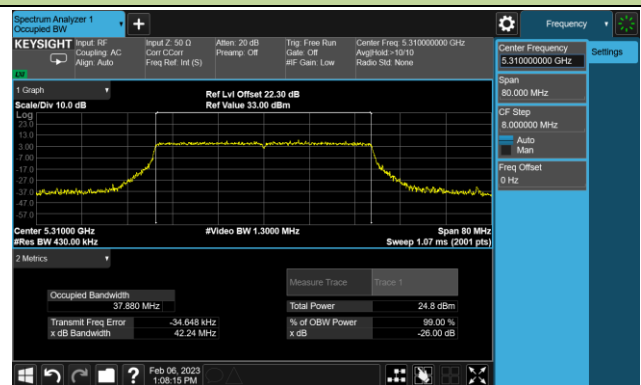 Spectrum Analyzer 1
Occupied BW
Frequency
KEYSIGHT
Input: RF
Coupling: AC
Align: Auto
Input Z: 50 Ω
Corr CCorr
Freq Ref: Int (S)
Atten: 20 dB
Preamp: Off
Trig: Free Run
Gate: Off
#IF Gain: Low
Center Freq: 5.310000000 GHz
Avg|Hold:>10/10
Radio Std: None
LW
1 Graph
Ref Lvl Offset 22.30 dB
Scale/Div 10.0 dB
Ref Value 33.00 dBm
Log
23.0
13.0
3.00
-7.00
-17.0
-27.0
-37.0
-47.0
-57.0
Center 5.31000 GHz
#Video BW 1.3000 MHz
Span 80 MHz
#Res BW 430.00 kHz
Sweep 1.07 ms (2001 pts)
2 Metrics
Measure Trace
Trace 1
Occupied Bandwidth
37.880 MHz
Total Power
24.8 dBm
Transmit Freq Error
-34.648 kHz
% of OBW Power
99.00 %
x dB Bandwidth
42.24 MHz
x dB
-26.00 dB
Feb 06, 2023
1:08:15 PM
Center Frequency
5.310000000 GHz
Settings
Span
80.000 MHz
CF Step
8.000000 MHz
Auto
Man
Freq Offset
0 Hz